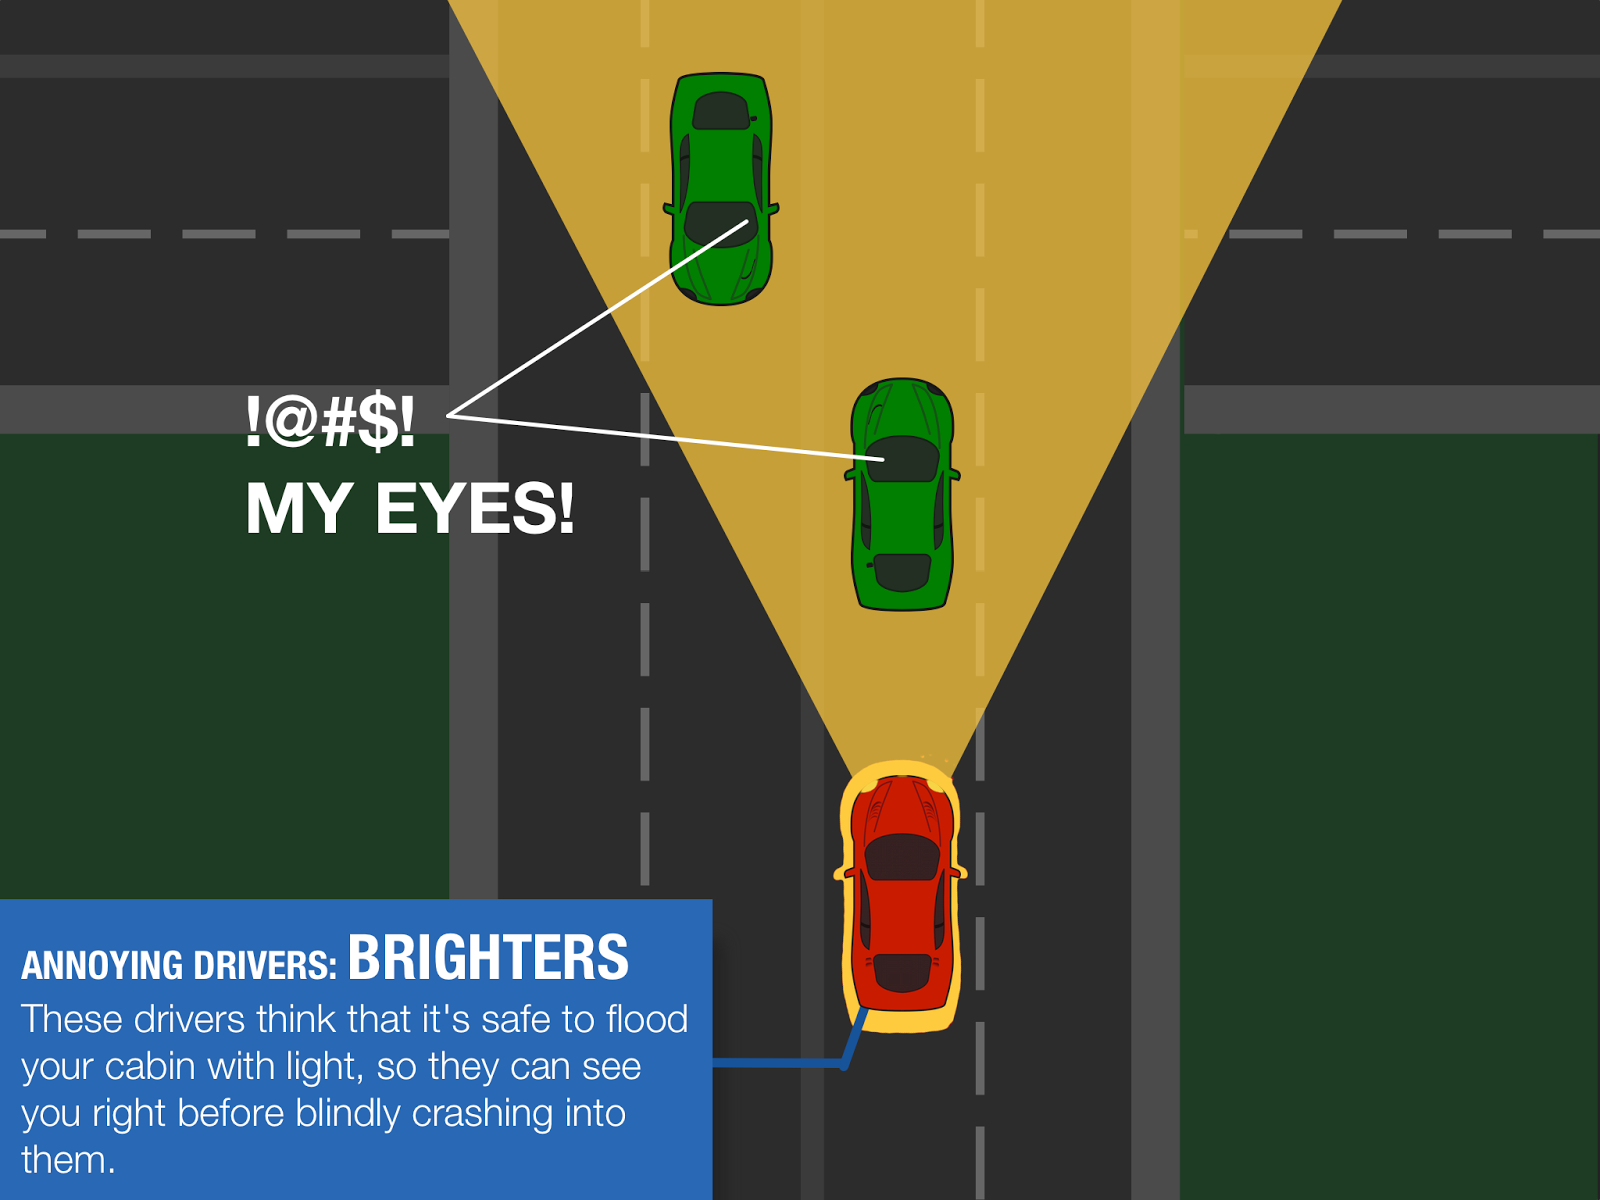 !@#$!
MY EYES!
ANNOYING DRIVERS: BRIGHTERS
These drivers think that it's safe to flood
your cabin with light, so they can see
you right before blindly crashing into
them.